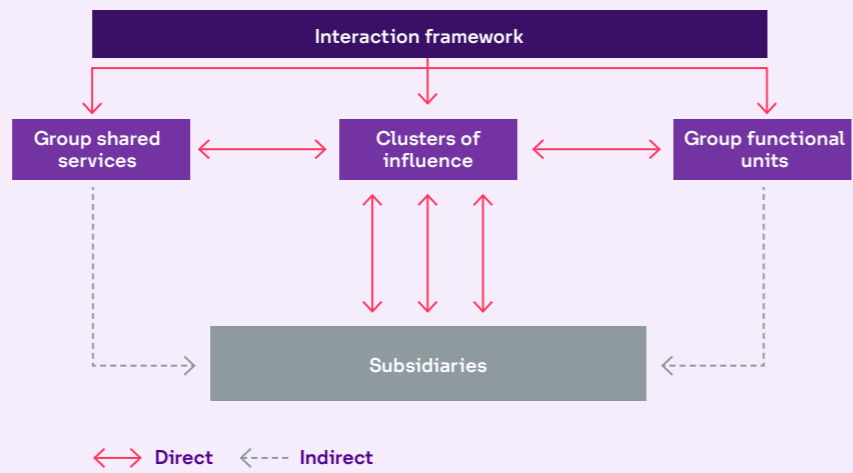 Interaction framework
Group shared
services
Clusters of
influence
Group functional
units
Subsidiaries
Direct
Indirect